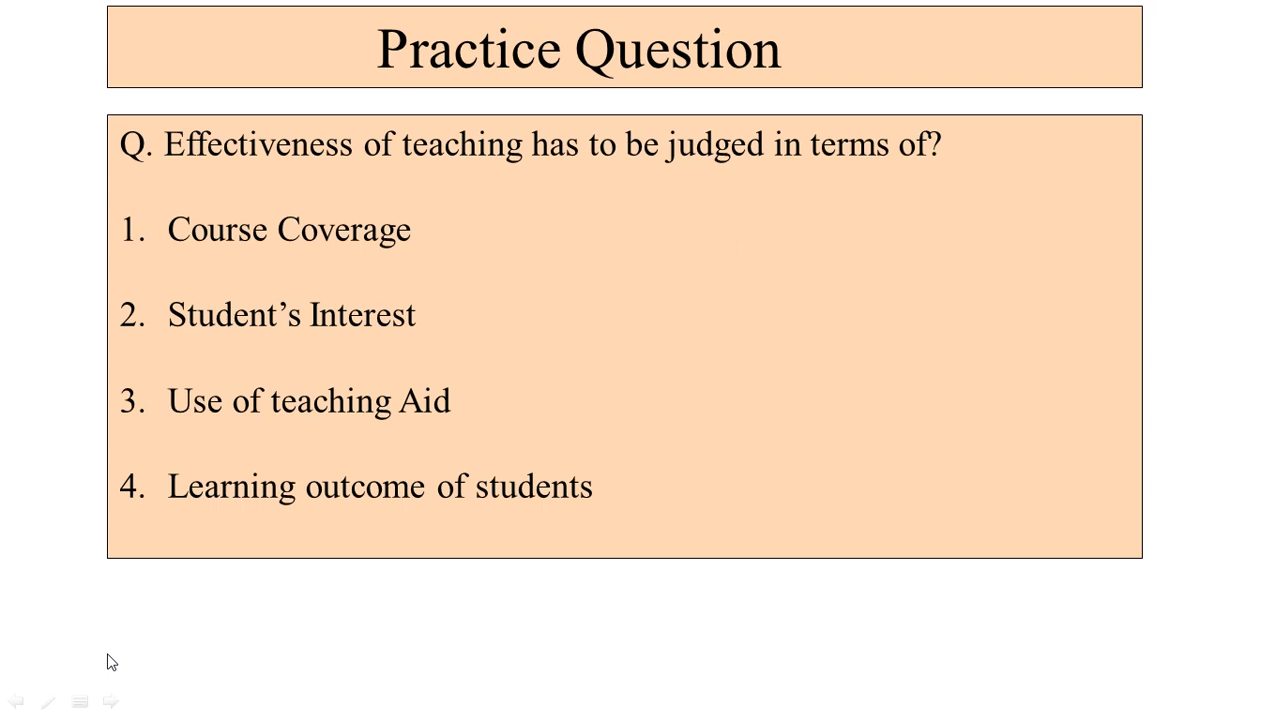 Practice Question
Q. Effectiveness of teaching has to be judged in terms of?
1. Course Coverage
2. Student’s Interest
3. Use of teaching Aid
4. Learning outcome of students